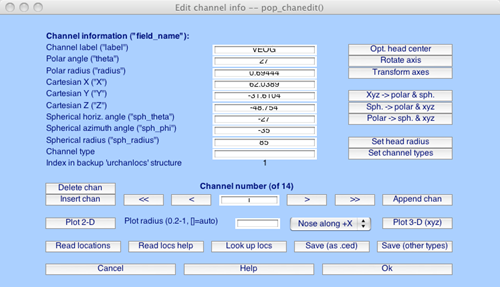 Edit channel info -- pop_chanedit()
Channel information ("field_name"):
Channel label ("label") VEOG Opt. head center
Polar angle ("theta") 27 Rotate axis
Polar radius ("radius") 0.69444 Transform axes
Cartesian X ("X") 62.0389
Cartesian Y ("Y") -31.6104 Xyz -> polar & sph.
Cartesian Z ("Z") -48.754 Sph. -> polar & xyz
Spherical horiz. angle ("sph_theta") -27 Polar -> sph. & xyz
Spherical azimuth angle ("sph_phi") -35
Spherical radius ("sph_radius") 85 Set head radius
Channel type Set channel types
Index in backup 'urchanlocs' structure 1
Delete chan Channel number (of 14)
Insert chan << < 1 > >> Append chan
Plot 2-D Plot radius (0.2-1, []=auto) Nose along +X Plot 3-D (xyz)
Read locations Read locs help Look up locs Save (as .ced) Save (other types)
Cancel Help Ok